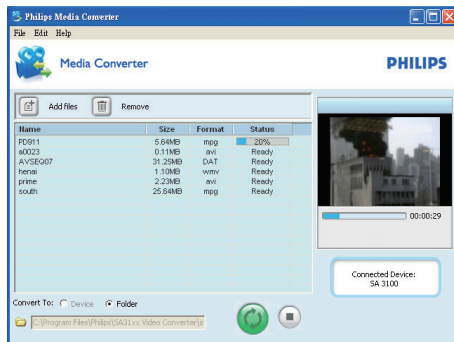 Philips Media Converter
File Edit Help
Media Converter
PHILIPS
Add files Remove
Name Size Format Status
PD911 5.64MB mpg 20%
a0023 0.11MB avi Ready
AVSEQ07 31.25MB DAT Ready
henai 1.10MB wmv Ready
prime 2.23MB avi Ready
south 25.64MB mpg Ready
00:00:29
Connected Device:
SA 3100
Convert To: Device Folder
C:\Program Files\Philips\SA31xx Video Converter\s